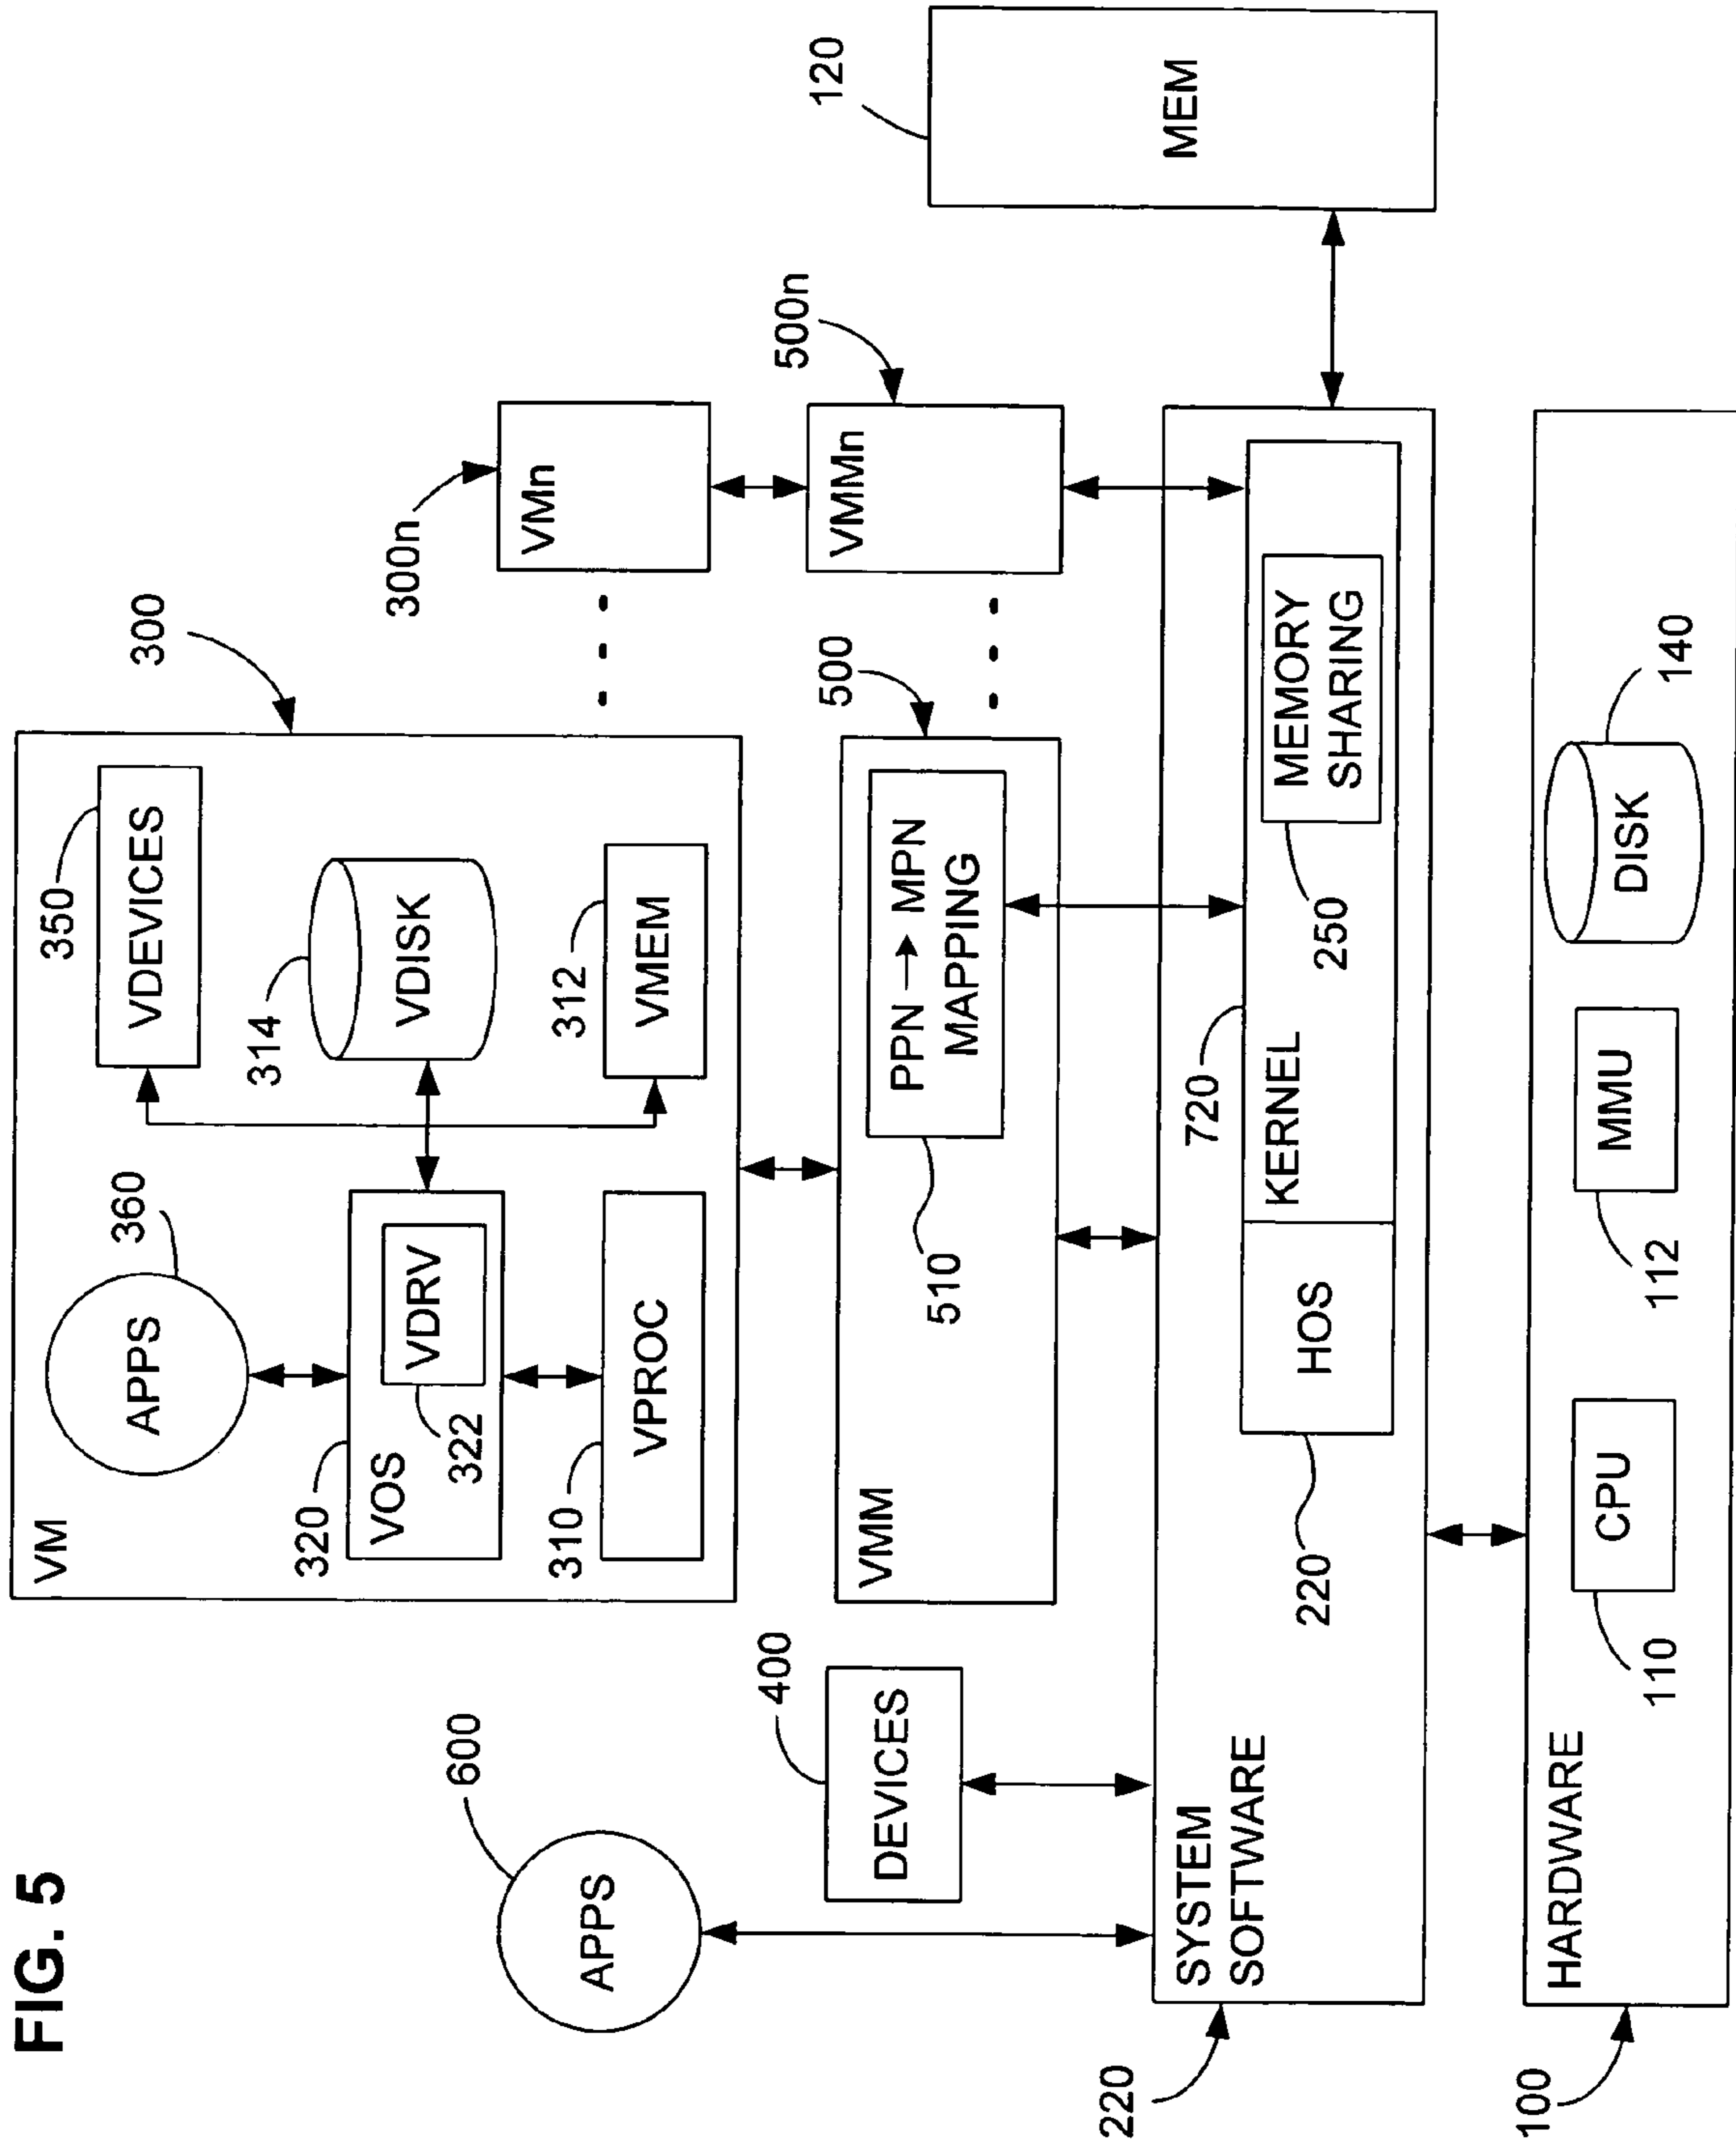 FIG. 5
600
APPS
VM
APPS
360
320
VOS
VDRV
322
310
VPROC
350
VDEVICES
314
VDISK
312
VMEM
300
300n
VMn
400
DEVICES
VMM
PPN → MPN
MAPPING
510
500
VMMn
500n
120
MEM
220
SYSTEM
SOFTWARE
HOS
220
KERNEL
720
MEMORY
SHARING
250
100
HARDWARE
CPU
110
MMU
112
DISK
140